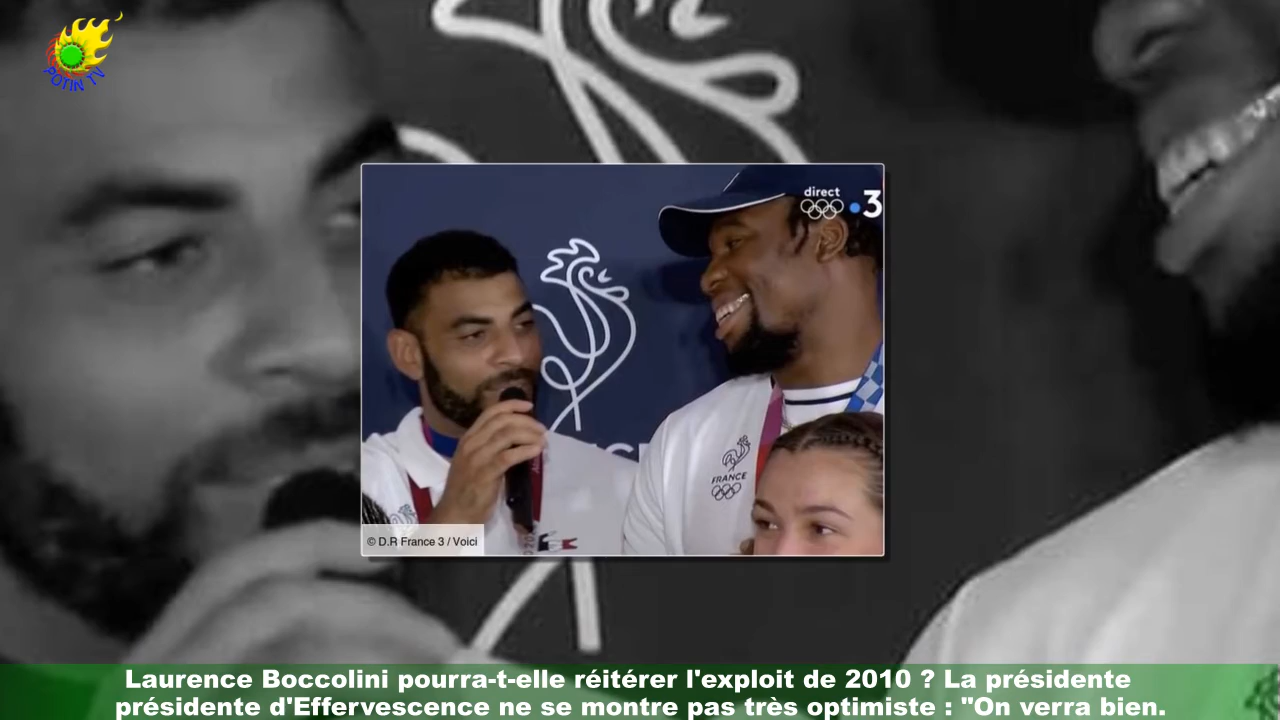 POTIN TV
direct
3
FRANCE
© D.R France 3 / Voici
Laurence Boccolini pourra-t-elle réitérer l'exploit de 2010 ? La présidente
présidente d'Effervescence ne se montre pas très optimiste : "On verra bien.